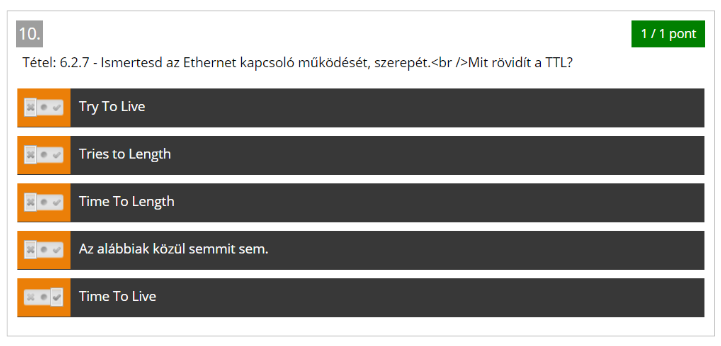 10.
1 / 1 pont
Tétel: 6.2.7 - Ismertesd az Ethernet kapcsoló működését, szerepét.<br />Mit rövidít a TTL?
Try To Live
Tries to Length
Time To Length
Az alábbiak közül semmit sem.
Time To Live